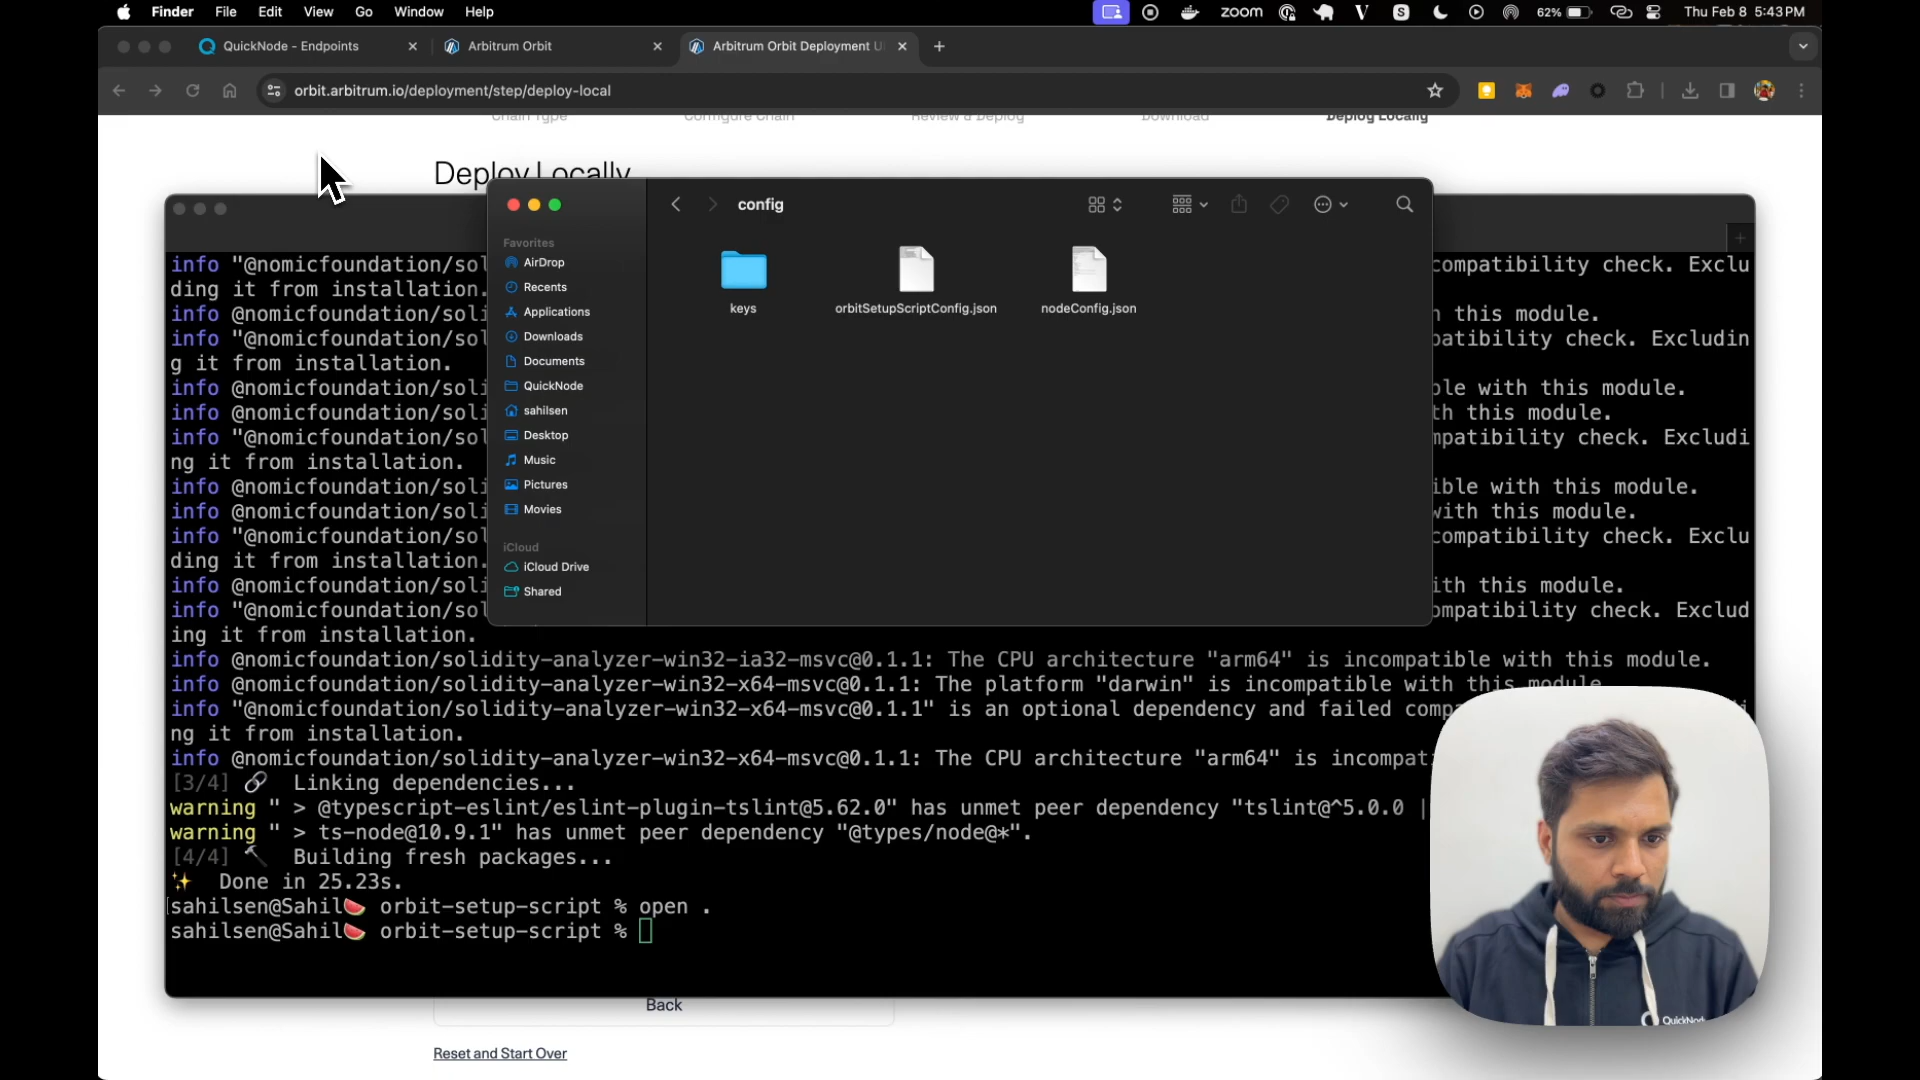 Finder File Edit View Go Window Help
zoom
62%
Thu Feb 8 5:43 PM
QuickNode - Endpoints
Arbitrum Orbit
Arbitrum Orbit Deployment U
orbit.arbitrum.io/deployment/step/deploy-local
Chain Type
Configure Chain
Review & Deploy
Download
Deploy Locally
Deploy Locally
config
Favorites
AirDrop
Recents
Applications
Downloads
Documents
QuickNode
sahilsen
Desktop
Music
Pictures
Movies
iCloud
iCloud Drive
Shared
keys
orbitSetupScriptConfig.json
nodeConfig.json
info "@nomicfoundation/sol compatibility check. Exclu
ding it from installation.
info @nomicfoundation/soli this module.
info "@nomicfoundation/sol patibility check. Excludin
g it from installation.
info @nomicfoundation/soli ble with this module.
info @nomicfoundation/soli th this module.
info "@nomicfoundation/sol mpatibility check. Excludi
ng it from installation.
info @nomicfoundation/soli ible with this module.
info @nomicfoundation/soli with this module.
info "@nomicfoundation/sol compatibility check. Exclu
ding it from installation.
info @nomicfoundation/soli ith this module.
info "@nomicfoundation/sol ompatibility check. Exclud
ing it from installation.
info @nomicfoundation/solidity-analyzer-win32-ia32-msvc@0.1.1: The CPU architecture "arm64" is incompatible with this module.
info @nomicfoundation/solidity-analyzer-win32-x64-msvc@0.1.1: The platform "darwin" is incompatible with this module.
info "@nomicfoundation/solidity-analyzer-win32-x64-msvc@0.1.1" is an optional dependency and failed comp
ng it from installation.
info @nomicfoundation/solidity-analyzer-win32-x64-msvc@0.1.1: The CPU architecture "arm64" is incompat
[3/4] 🔗 Linking dependencies...
warning " > @typescript-eslint/eslint-plugin-tslint@5.62.0" has unmet peer dependency "tslint@^5.0.0 |
warning " > ts-node@10.9.1" has unmet peer dependency "@types/node@*".
[4/4] 🔨 Building fresh packages...
✨ Done in 25.23s.
sahilsen@Sahil🍉 orbit-setup-script % open .
sahilsen@Sahil🍉 orbit-setup-script %
Back
Reset and Start Over
QuickNode